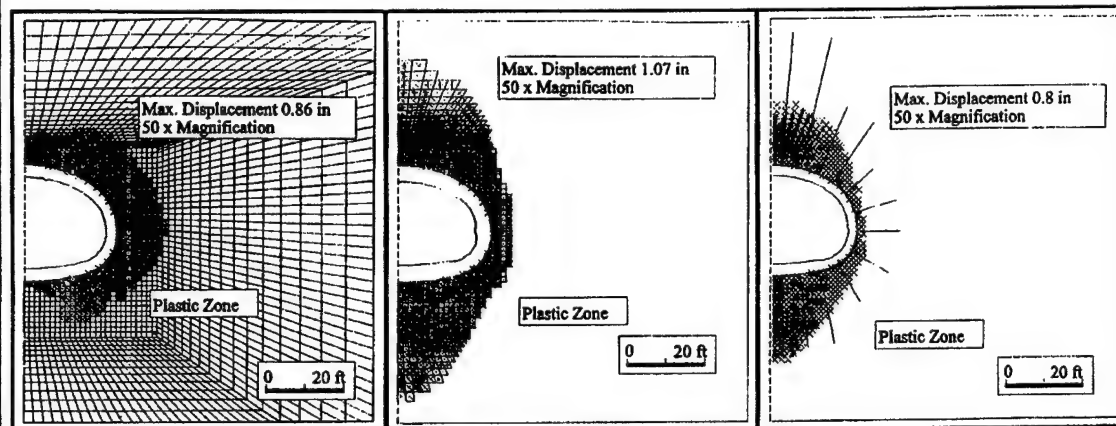 Max. Displacement 0.86 in
50 x Magnification
Plastic Zone
0 20 ft
Max. Displacement 1.07 in
50 x Magnification
Plastic Zone
0 20 ft
Max. Displacement 0.8 in
50 x Magnification
Plastic Zone
0 20 ft